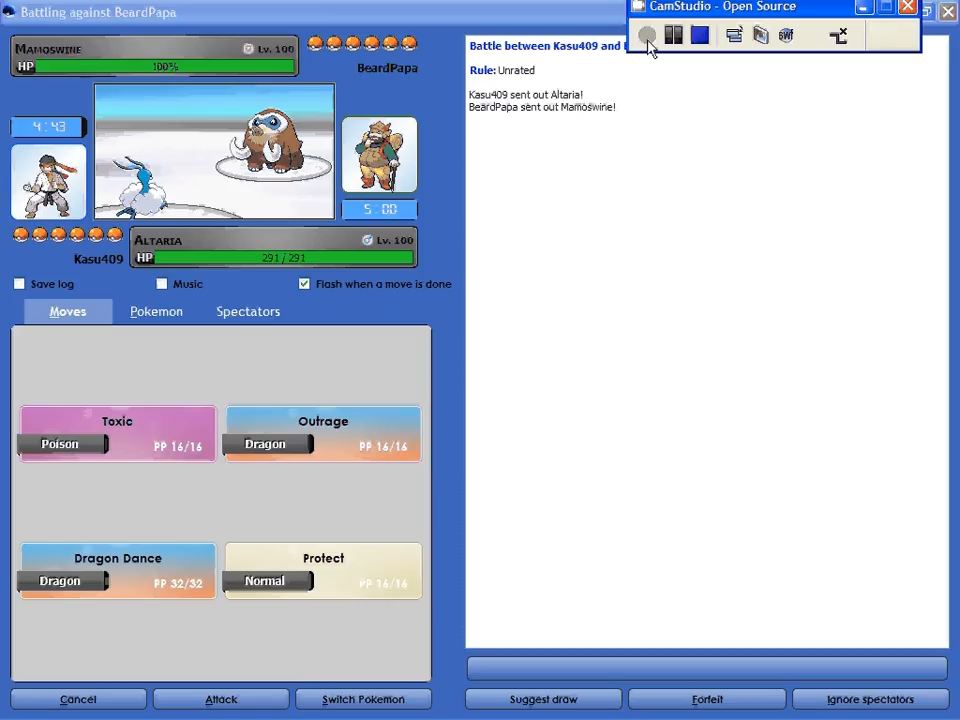 Battling against BeardPapa
CamStudio - Open Source
MAMOSWINE Lv. 100
HP 100%
BeardPapa
4:43
5:00
ALTARIA Lv. 100
HP 291 / 291
Kasu409
Save log Music Flash when a move is done
Moves Pokemon Spectators
Toxic
Poison PP 16/16
Outrage
Dragon PP 16/16
Dragon Dance
Dragon PP 32/32
Protect
Normal PP 16/16
Cancel Attack Switch Pokemon
Battle between Kasu409 and
Rule: Unrated
Kasu409 sent out Altaria!
BeardPapa sent out Mamoswine!
Suggest draw Forfeit Ignore spectators